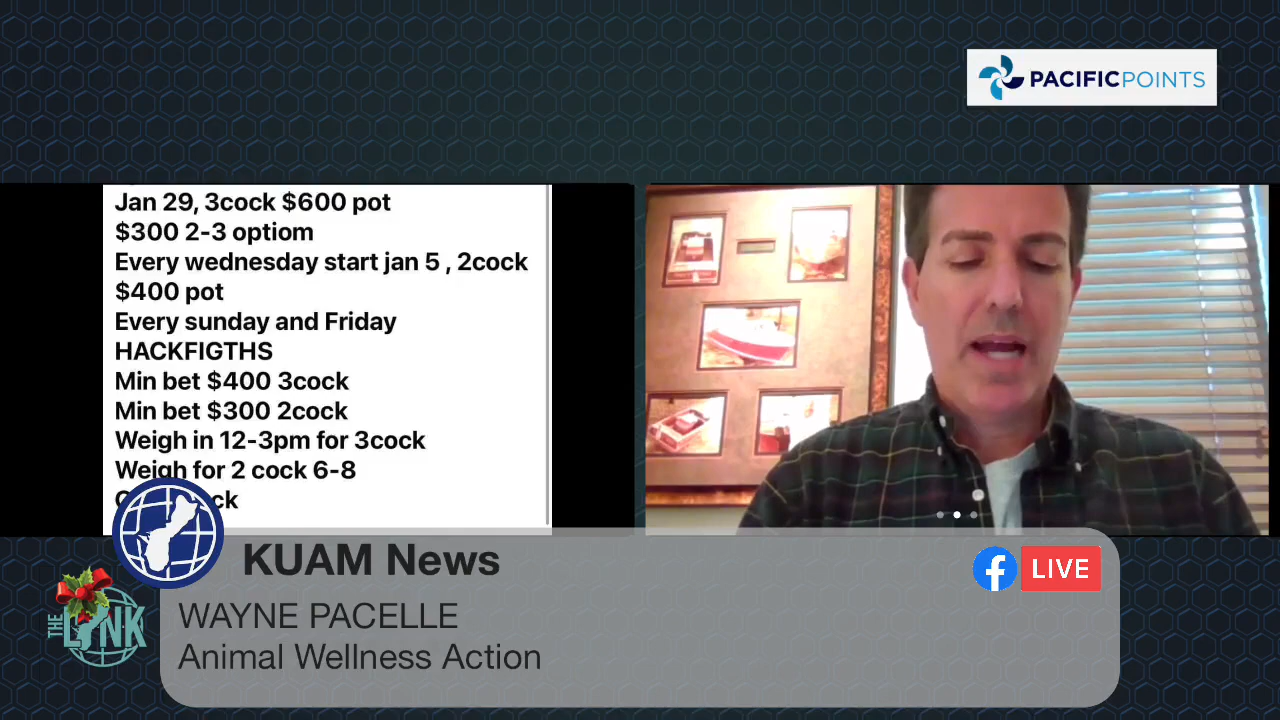 PACIFICPOINTS
Jan 29, 3cock $600 pot
$300 2-3 optiom
Every wednesday start jan 5 , 2cock
$400 pot
Every sunday and Friday
HACKFIGTHS
Min bet $400 3cock
Min bet $300 2cock
Weigh in 12-3pm for 3cock
Weigh for 2 cock 6-8
KUAM News
LIVE
WAYNE PACELLE
Animal Wellness Action
THE LINK